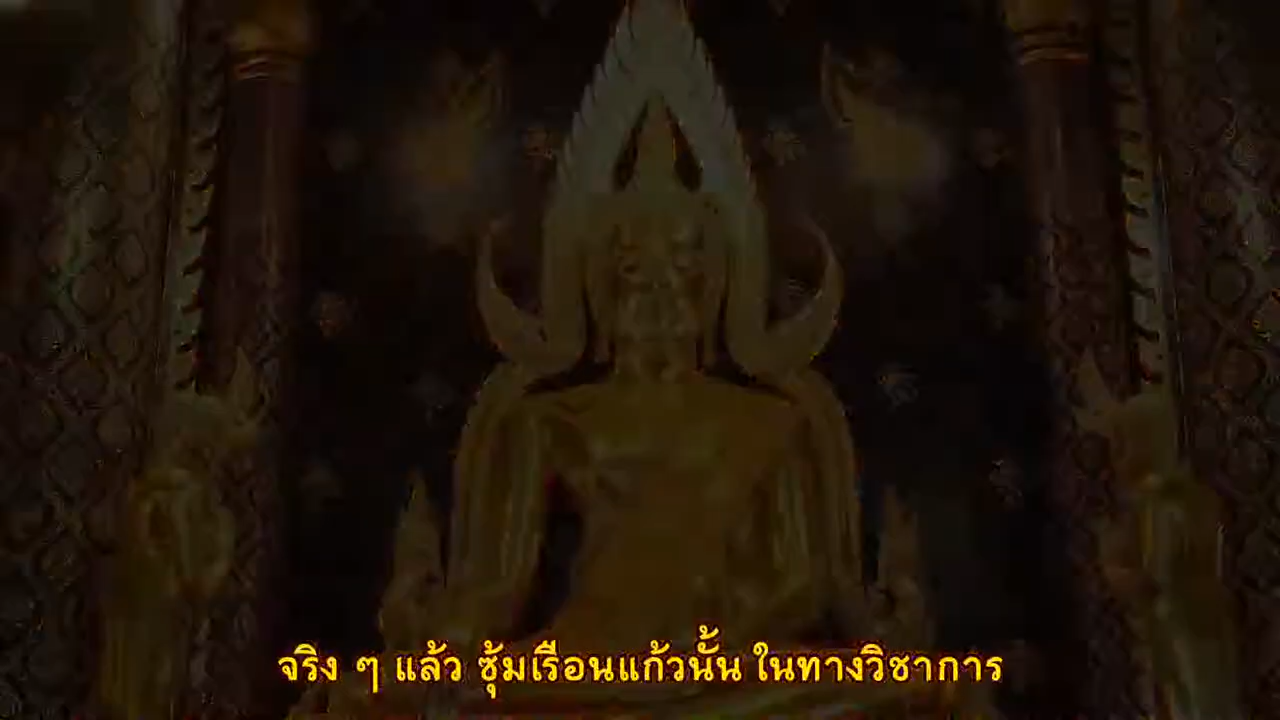 จริง ๆ แล้ว ซุ้มเรือนแก้วนั้น ในทางวิชาการ